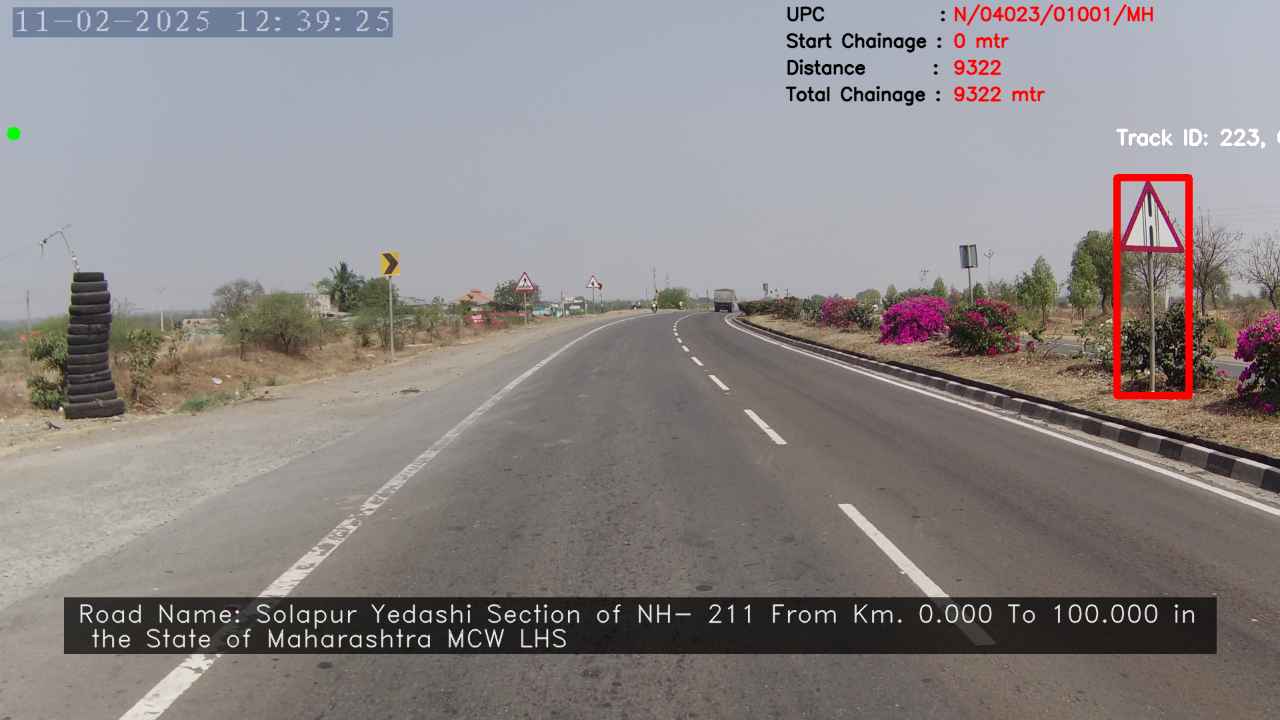 11-02-2025 12:39:25
UPC : N/04023/01001/MH
Start Chainage : 0 mtr
Distance : 9322
Total Chainage : 9322 mtr
Track ID: 223,
Road Name: Solapur Yedashi Section of NH- 211 From Km. 0.000 To 100.000 in
the State of Maharashtra MCW LHS